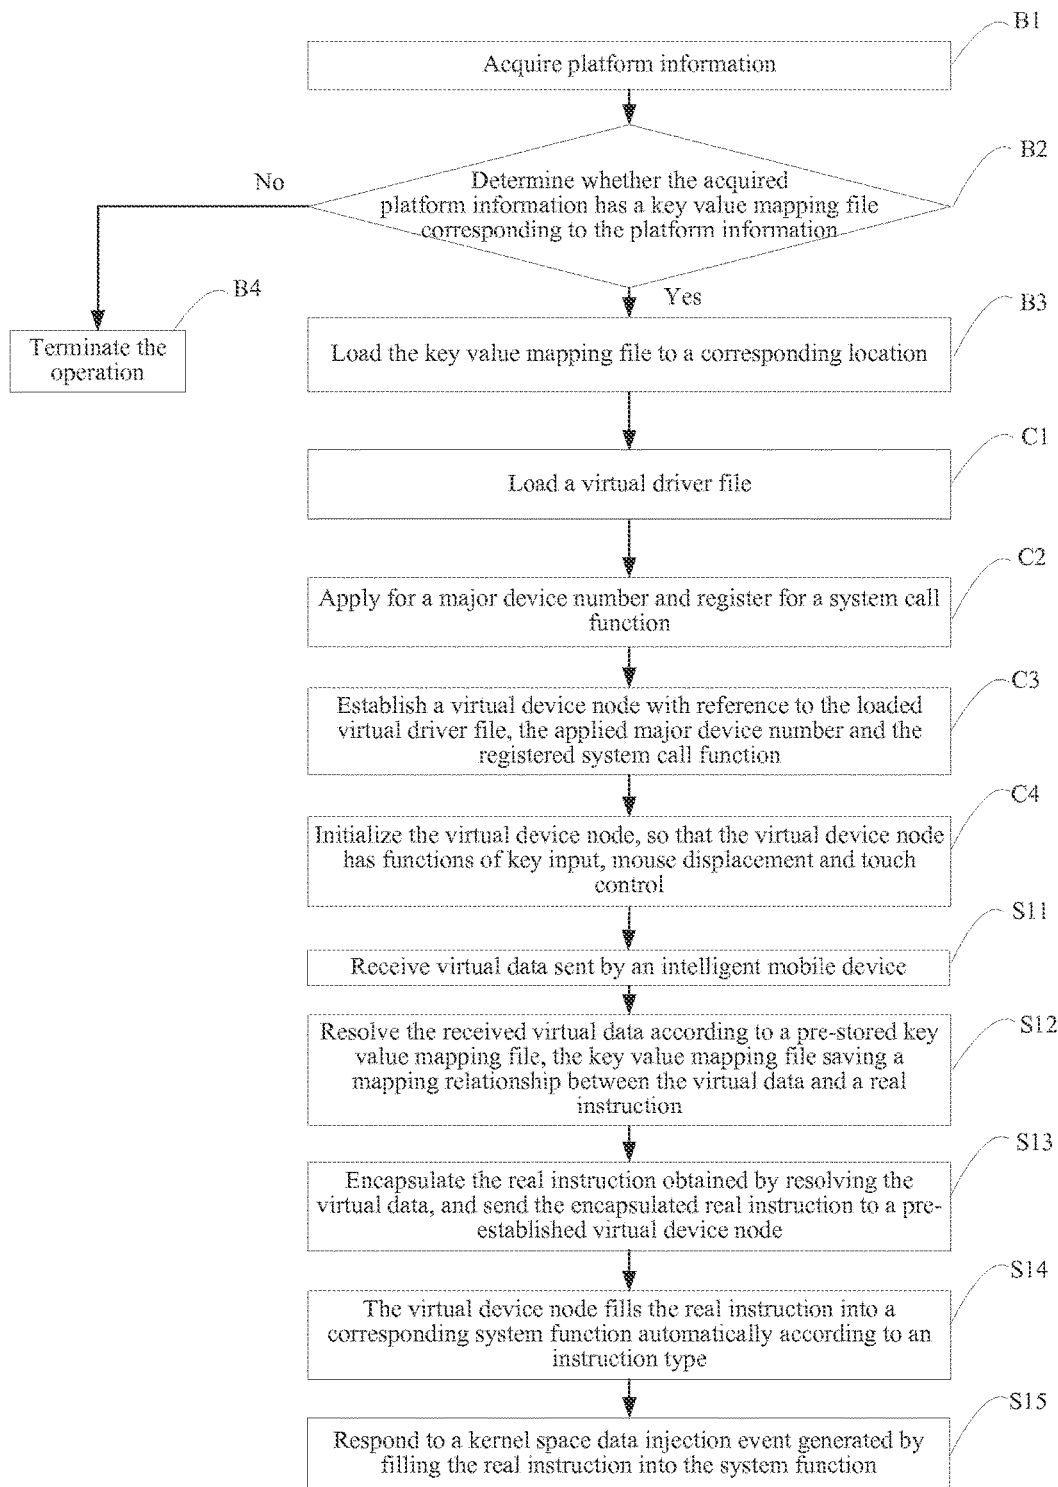 B1
Acquire platform information
B2
No
Determine whether the acquired
platform information has a key value mapping file
corresponding to the platform information
B4
Yes
B3
Terminate the
operation
Load the key value mapping file to a corresponding location
C1
Load a virtual driver file
C2
Apply for a major device number and register for a system call
function
C3
Establish a virtual device node with reference to the loaded
virtual driver file, the applied major device number and the
registered system call function
C4
Initialize the virtual device node, so that the virtual device node
has functions of key input, mouse displacement and touch
control
S11
Receive virtual data sent by an intelligent mobile device
S12
Resolve the received virtual data according to a pre-stored key
value mapping file, the key value mapping file saving a
mapping relationship between the virtual data and a real
instruction
S13
Encapsulate the real instruction obtained by resolving the
virtual data, and send the encapsulated real instruction to a pre-
established virtual device node
S14
The virtual device node fills the real instruction into a
corresponding system function automatically according to an
instruction type
S15
Respond to a kernel space data injection event generated by
filling the real instruction into the system function